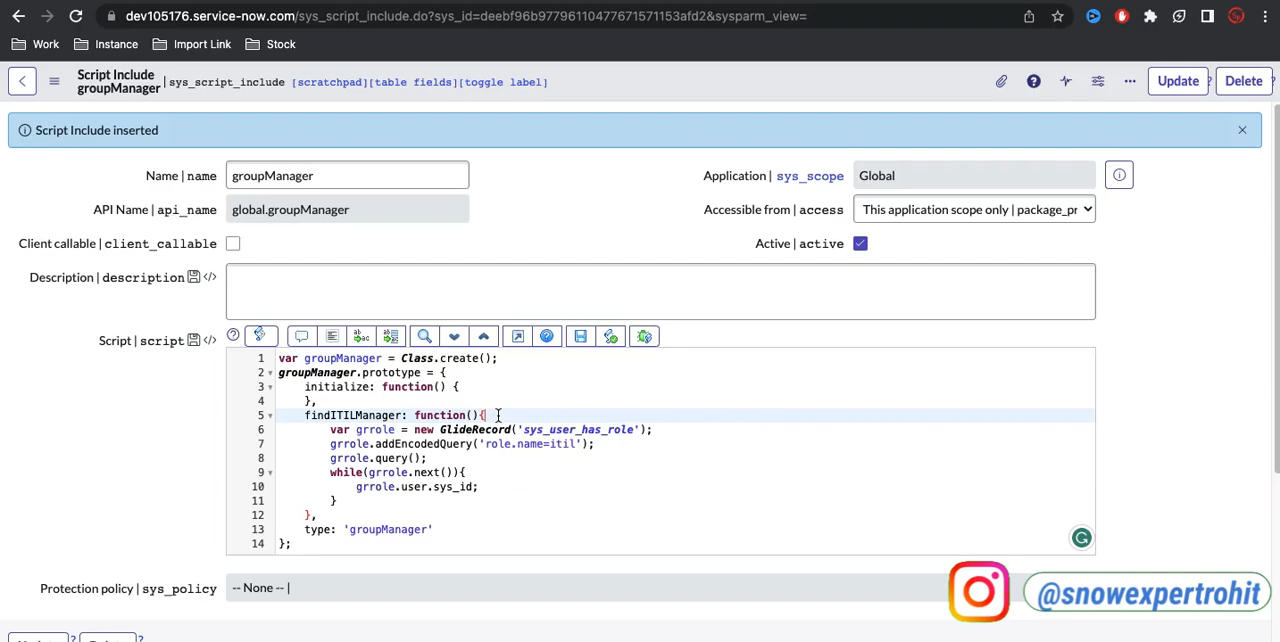 dev105176.service-now.com/sys_script_include.do?sys_id=deebf96b97796110477671571153afd2&sysparm_view=
Work Instance Import Link Stock
Script Include
groupManager | sys_script_include [scratchpad][table fields][toggle label] Update ? Delete ?
Script Include inserted
Name | name groupManager Application | sys_scope Global
API Name | api_name global.groupManager Accessible from | access This application scope only | package_pr
Client callable | client_callable Active | active
Description | description
Script | script
1 var groupManager = Class.create();
2 groupManager.prototype = {
3 initialize: function() {
4 },
5 findITILManager: function(){
6 var grrole = new GlideRecord('sys_user_has_role');
7 grrole.addEncodedQuery('role.name=itil');
8 grrole.query();
9 while(grrole.next()){
10 grrole.user.sys_id;
11 }
12 },
13 type: 'groupManager'
14 };
Protection policy | sys_policy -- None -- |
@snowexpertrohit